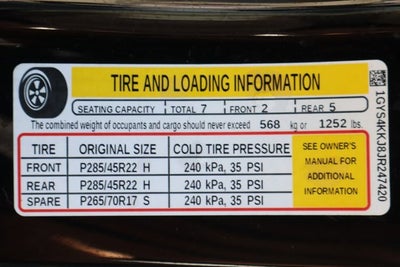 TIRE AND LOADING INFORMATION
SEATING CAPACITY TOTAL 7 FRONT 2 REAR 5
The combined weight of occupants and cargo should never exceed 568 kg or 1252 lbs.
TIRE ORIGINAL SIZE COLD TIRE PRESSURE
FRONT P285/45R22 H 240 kPa, 35 PSI
REAR P285/45R22 H 240 kPa, 35 PSI
SPARE P265/70R17 S 240 kPa, 35 PSI
SEE OWNER'S
MANUAL FOR
ADDITIONAL
INFORMATION
1GYS4KKJ8JR247420